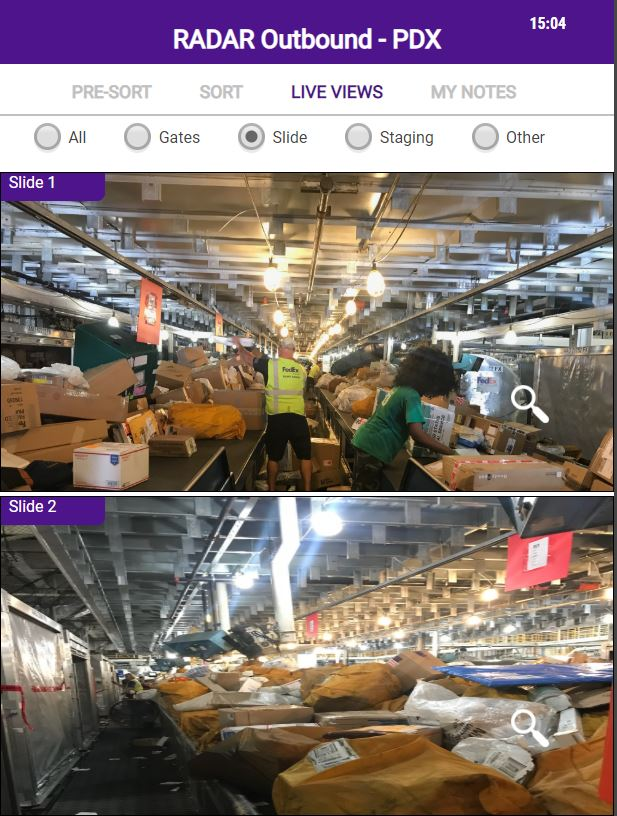 15:04
RADAR Outbound - PDX
PRE-SORT SORT LIVE VIEWS MY NOTES
All Gates Slide Staging Other
Slide 1
FedEx
FedEx
Slide 2